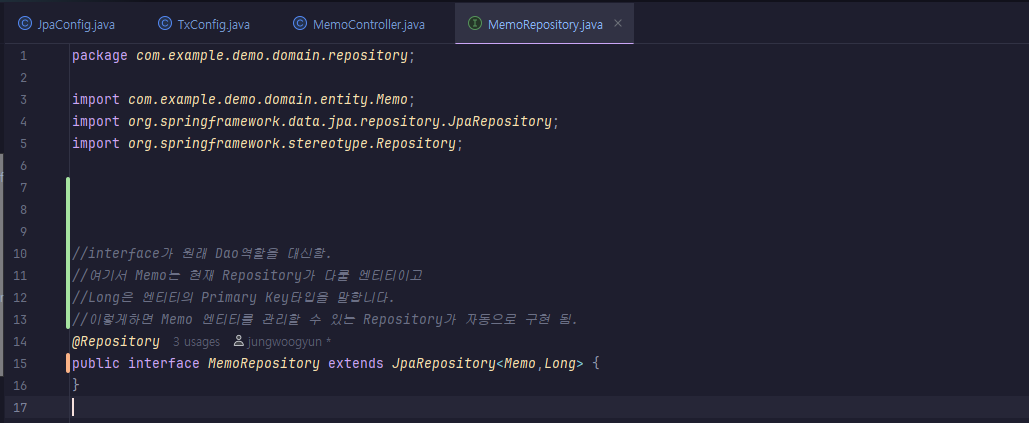 JpaConfig.java TxConfig.java MemoController.java MemoRepository.java
1 package com.example.demo.domain.repository;
2
3 import com.example.demo.domain.entity.Memo;
4 import org.springframework.data.jpa.repository.JpaRepository;
5 import org.springframework.stereotype.Repository;
6
7
8
9
10 //interface가 원래 Dao역할을 대신함.
11 //여기서 Memo는 현재 Repository가 다룰 엔티티이고
12 //Long은 엔티티의 Primary Key타입을 말합니다.
13 //이렇게하면 Memo 엔티티를 관리할 수 있는 Repository가 자동으로 구현 됨.
14 @Repository 3 usages jungwoogyun *
15 public interface MemoRepository extends JpaRepository<Memo,Long> {
16 }
17